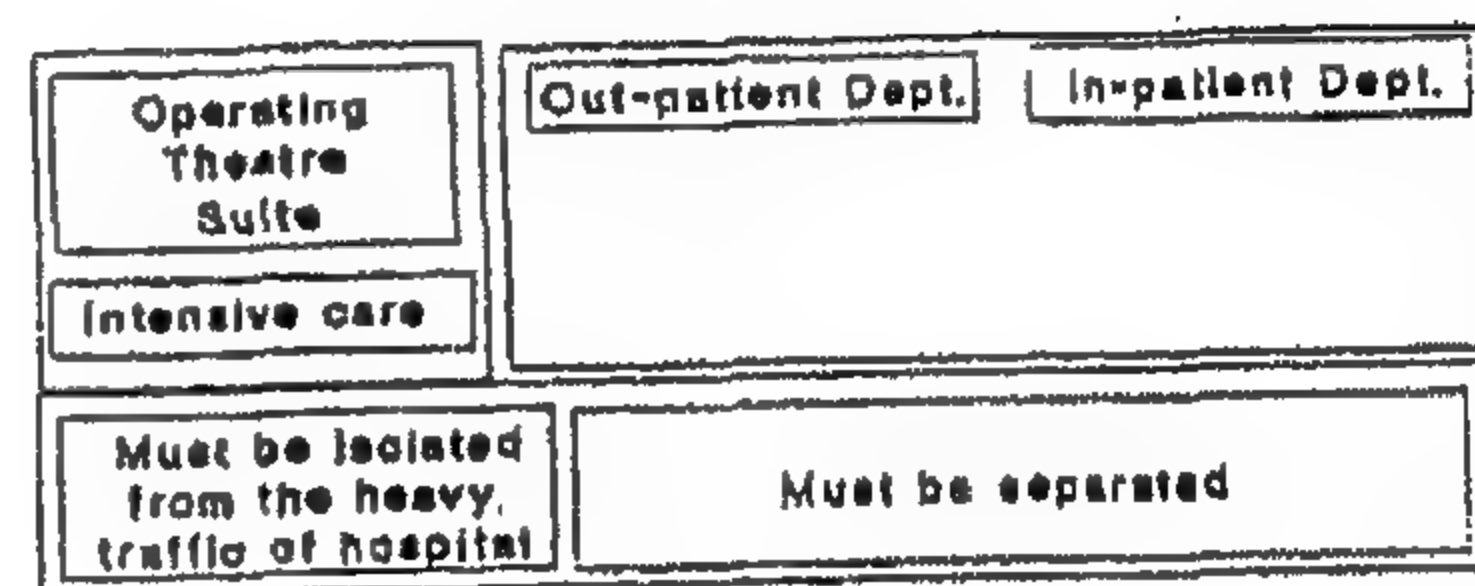 Operating
Theatre
Suite
Intensive care
Out-patient Dept.
In-patient Dept.
Must be isolated
from the heavy.
traffic of hospital
Must be separated